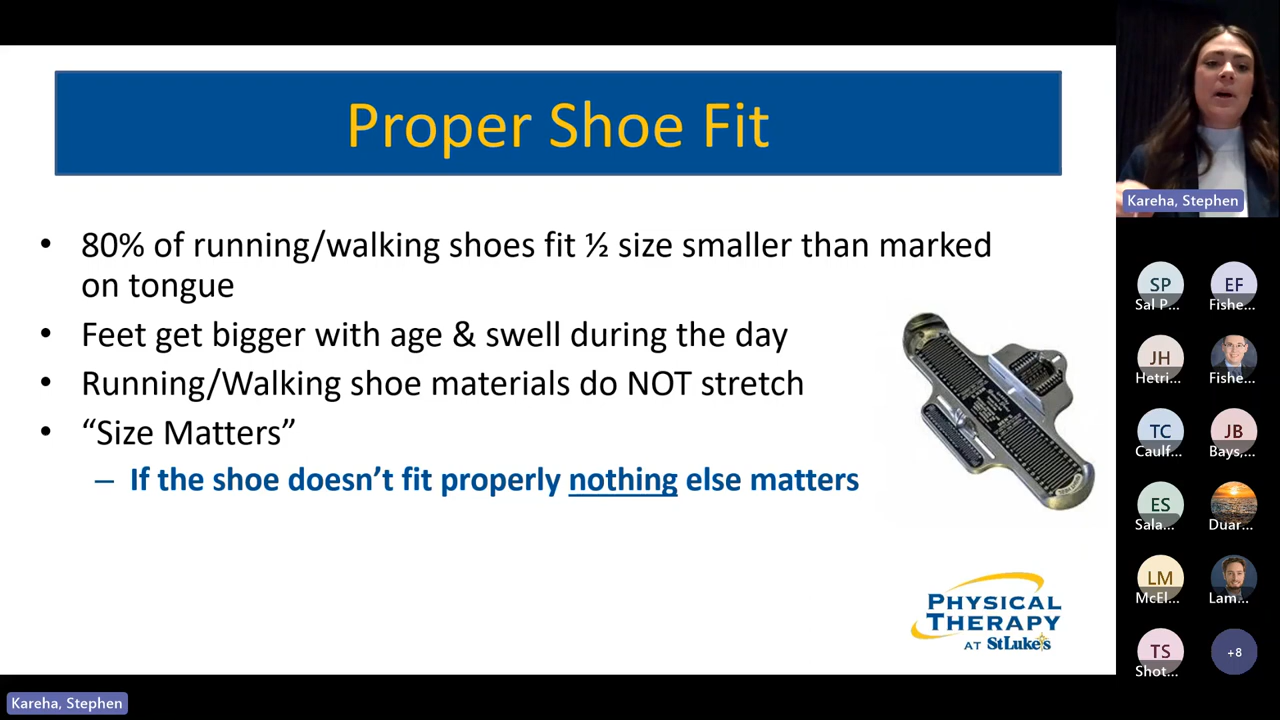 Proper Shoe Fit
• 80% of running/walking shoes fit ½ size smaller than marked
on tongue
• Feet get bigger with age & swell during the day
• Running/Walking shoe materials do NOT stretch
• “Size Matters”
– If the shoe doesn’t fit properly nothing else matters
PHYSICAL
THERAPY
AT StLuke's
Kareha, Stephen
Kareha, Stephen
SP
Sal P...
EF
Fishe...
JH
Hetri...
Fishe...
TC
Caulf...
JB
Bays,...
ES
Sala...
Duar...
LM
McEl...
Lam...
TS
Shot...
+8